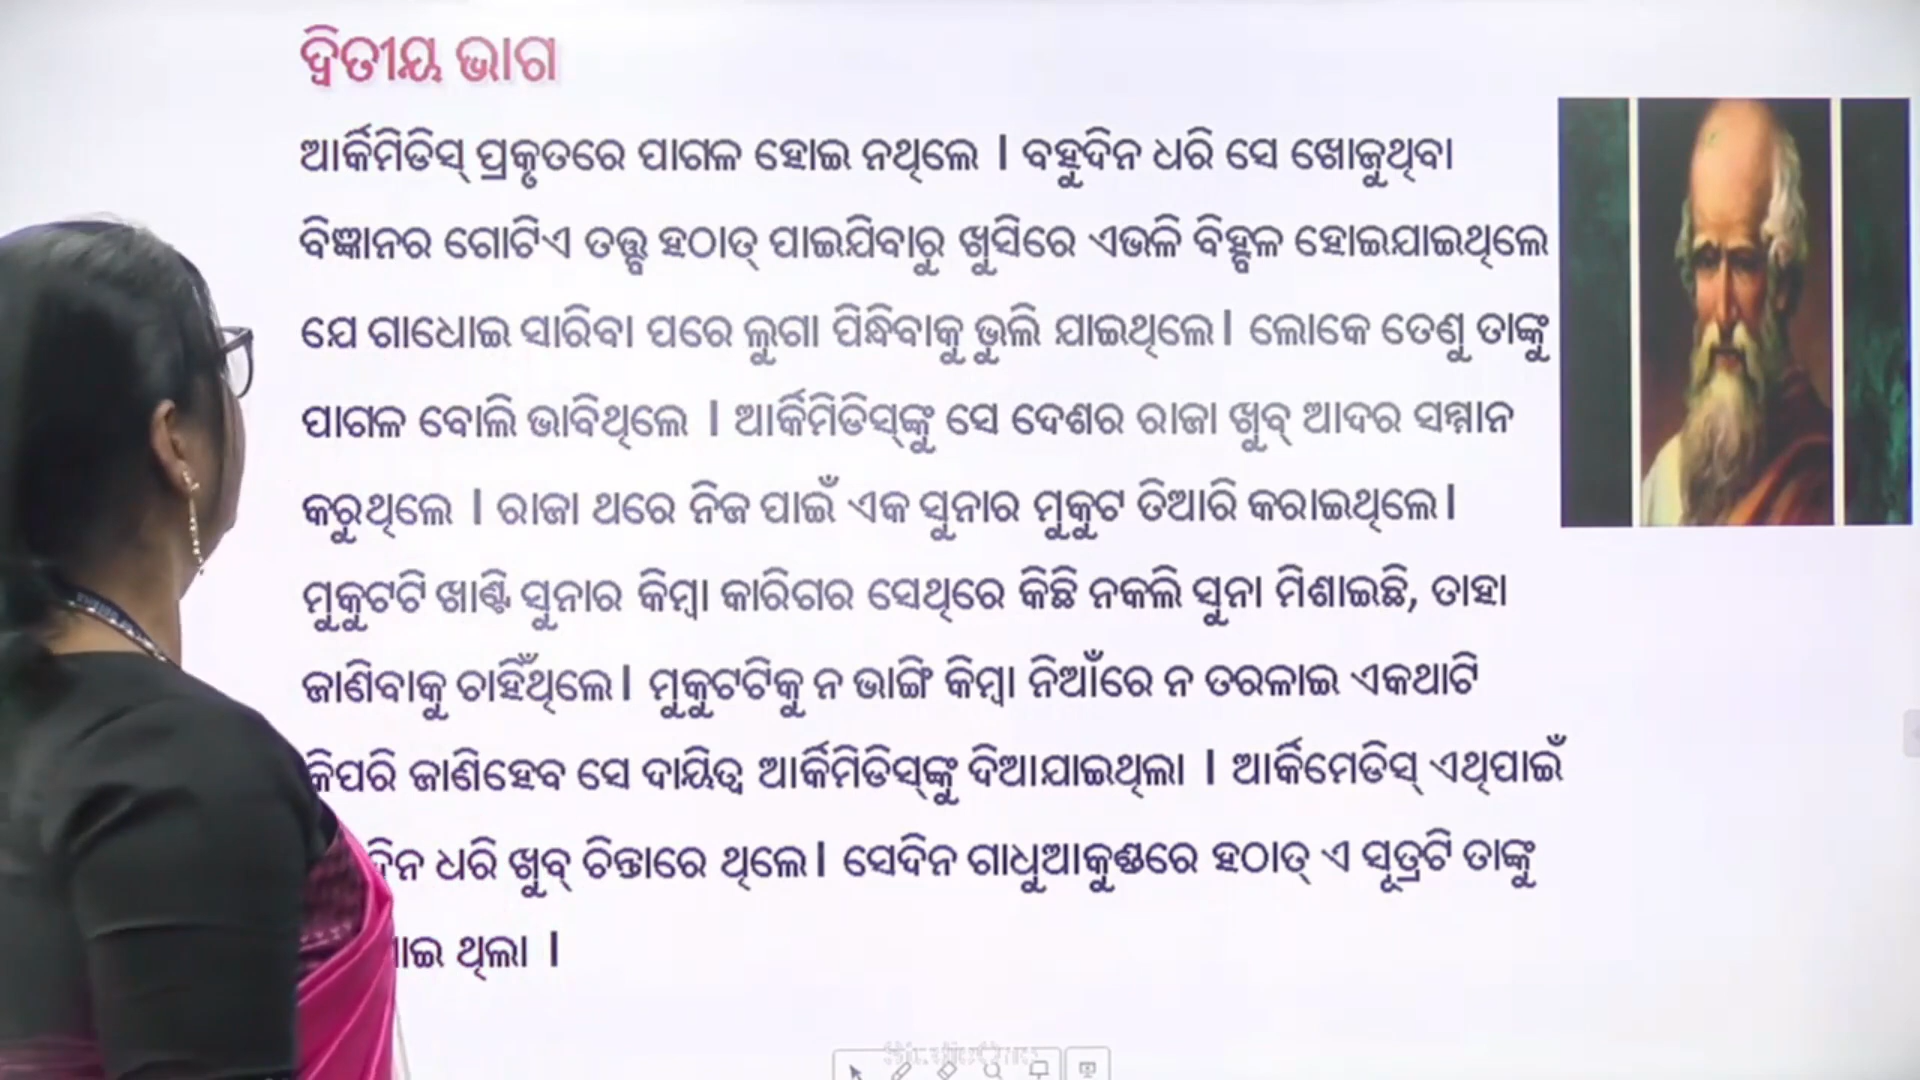 ଦ୍ୱିତୀୟ ଭାଗ
ଆର୍କିମିଡିସ୍ ପ୍ରକୃତରେ ପାଗଳ ହୋଇ ନଥିଲେ । ବହୁଦିନ ଧରି ସେ ଖୋଜୁଥିବା
ବିଜ୍ଞାନର ଗୋଟିଏ ତତ୍ତ୍ୱ ହଠାତ୍ ପାଇଯିବାରୁ ଖୁସିରେ ଏଭଳି ବିହ୍ୱଳ ହୋଇଯାଇଥିଲେ
ଯେ ଗାଧୋଇ ସାରିବା ପରେ ଲୁଗା ପିନ୍ଧିବାକୁ ଭୁଲି ଯାଇଥିଲେ। ଲୋକେ ତେଣୁ ତାଙ୍କୁ
ପାଗଳ ବୋଲି ଭାବିଥିଲେ । ଆର୍କିମିଡିସ୍‌ଙ୍କୁ ସେ ଦେଶର ରାଜା ଖୁବ୍ ଆଦର ସମ୍ମାନ
କରୁଥିଲେ । ରାଜା ଥରେ ନିଜ ପାଇଁ ଏକ ସୁନାର ମୁକୁଟ ତିଆରି କରାଇଥିଲେ।
ମୁକୁଟଟି ଖାଣ୍ଟି ସୁନାର କିମ୍ବା କାରିଗର ସେଥିରେ କିଛି ନକଲି ସୁନା ମିଶାଇଛି, ତାହା
ଜାଣିବାକୁ ଚାହିଁଥିଲେ। ମୁକୁଟଟିକୁ ନ ଭାଙ୍ଗି କିମ୍ବା ନିଆଁରେ ନ ତରଳାଇ ଏକଥାଟି
କିପରି ଜାଣିହେବ ସେ ଦାୟିତ୍ୱ ଆର୍କିମିଡିସ୍‌ଙ୍କୁ ଦିଆଯାଇଥିଲା । ଆର୍କିମେଡିସ୍ ଏଥିପାଇଁ
ଦିନ ଧରି ଖୁବ୍ ଚିନ୍ତାରେ ଥିଲେ। ସେଦିନ ଗାଧୁଆକୁଣ୍ଡରେ ହଠାତ୍ ଏ ସୂତ୍ରଟି ତାଙ୍କୁ
ଥିଲା ।